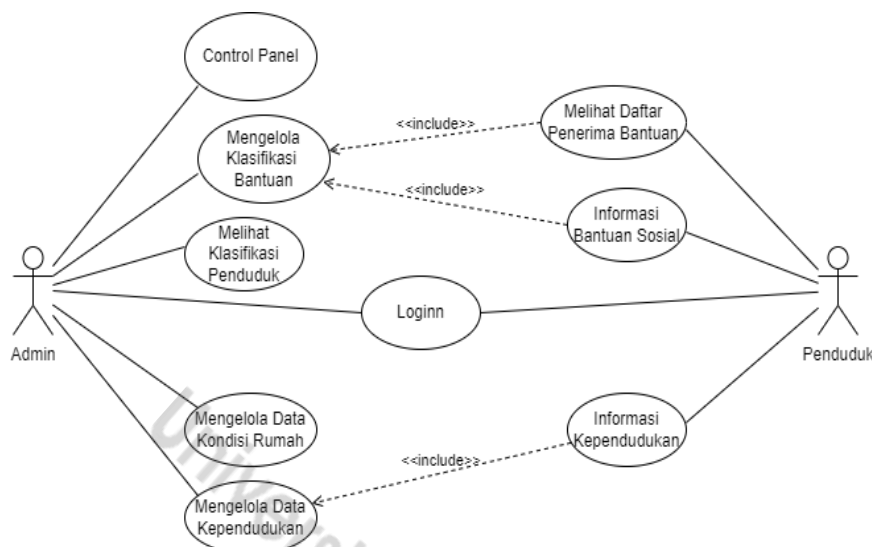 Control Panel
<<include>>
Melihat Daftar
Penerima Bantuan
Mengelola
Klasifikasi
Bantuan
<<include>>
Informasi
Bantuan Sosial
Melihat
Klasifikasi
Penduduk
Loginn
Admin
Penduduk
Mengelola Data
Kondisi Rumah
Informasi
Kependudukan
<<include>>
Mengelola Data
Kependudukan